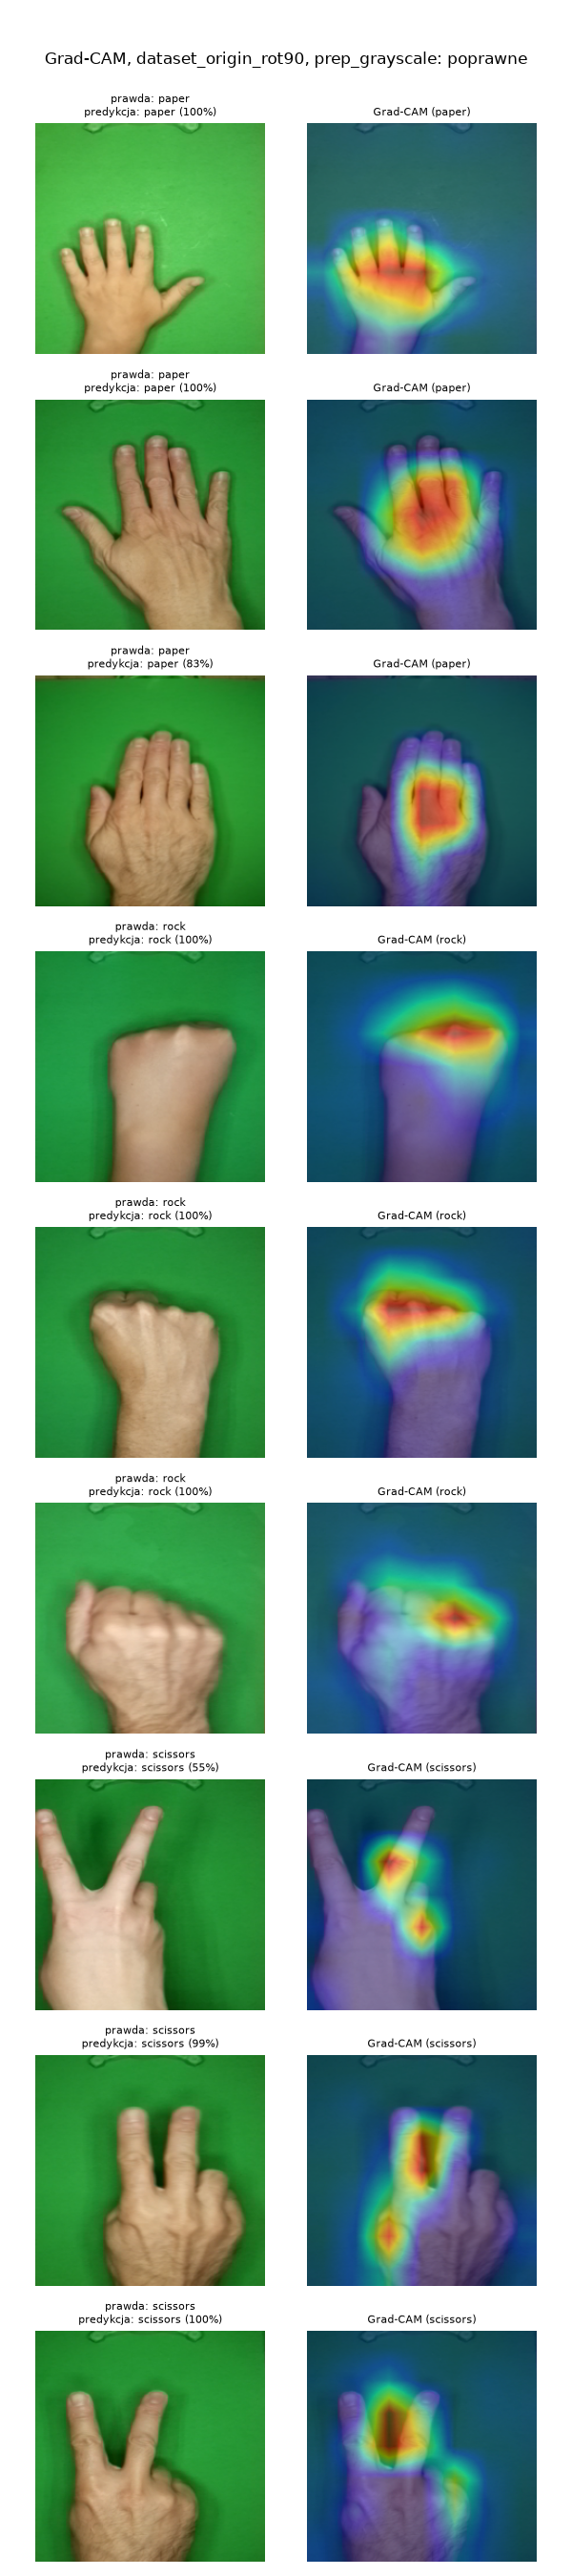 Grad-CAM, dataset_origin_rot90, prep_grayscale: poprawne
prawda: paper
predykcja: paper (100%)
Grad-CAM (paper)
prawda: paper
predykcja: paper (100%)
Grad-CAM (paper)
prawda: paper
predykcja: paper (83%)
Grad-CAM (paper)
prawda: rock
predykcja: rock (100%)
Grad-CAM (rock)
prawda: rock
predykcja: rock (100%)
Grad-CAM (rock)
prawda: rock
predykcja: rock (100%)
Grad-CAM (rock)
prawda: scissors
predykcja: scissors (55%)
Grad-CAM (scissors)
prawda: scissors
predykcja: scissors (99%)
Grad-CAM (scissors)
prawda: scissors
predykcja: scissors (100%)
Grad-CAM (scissors)